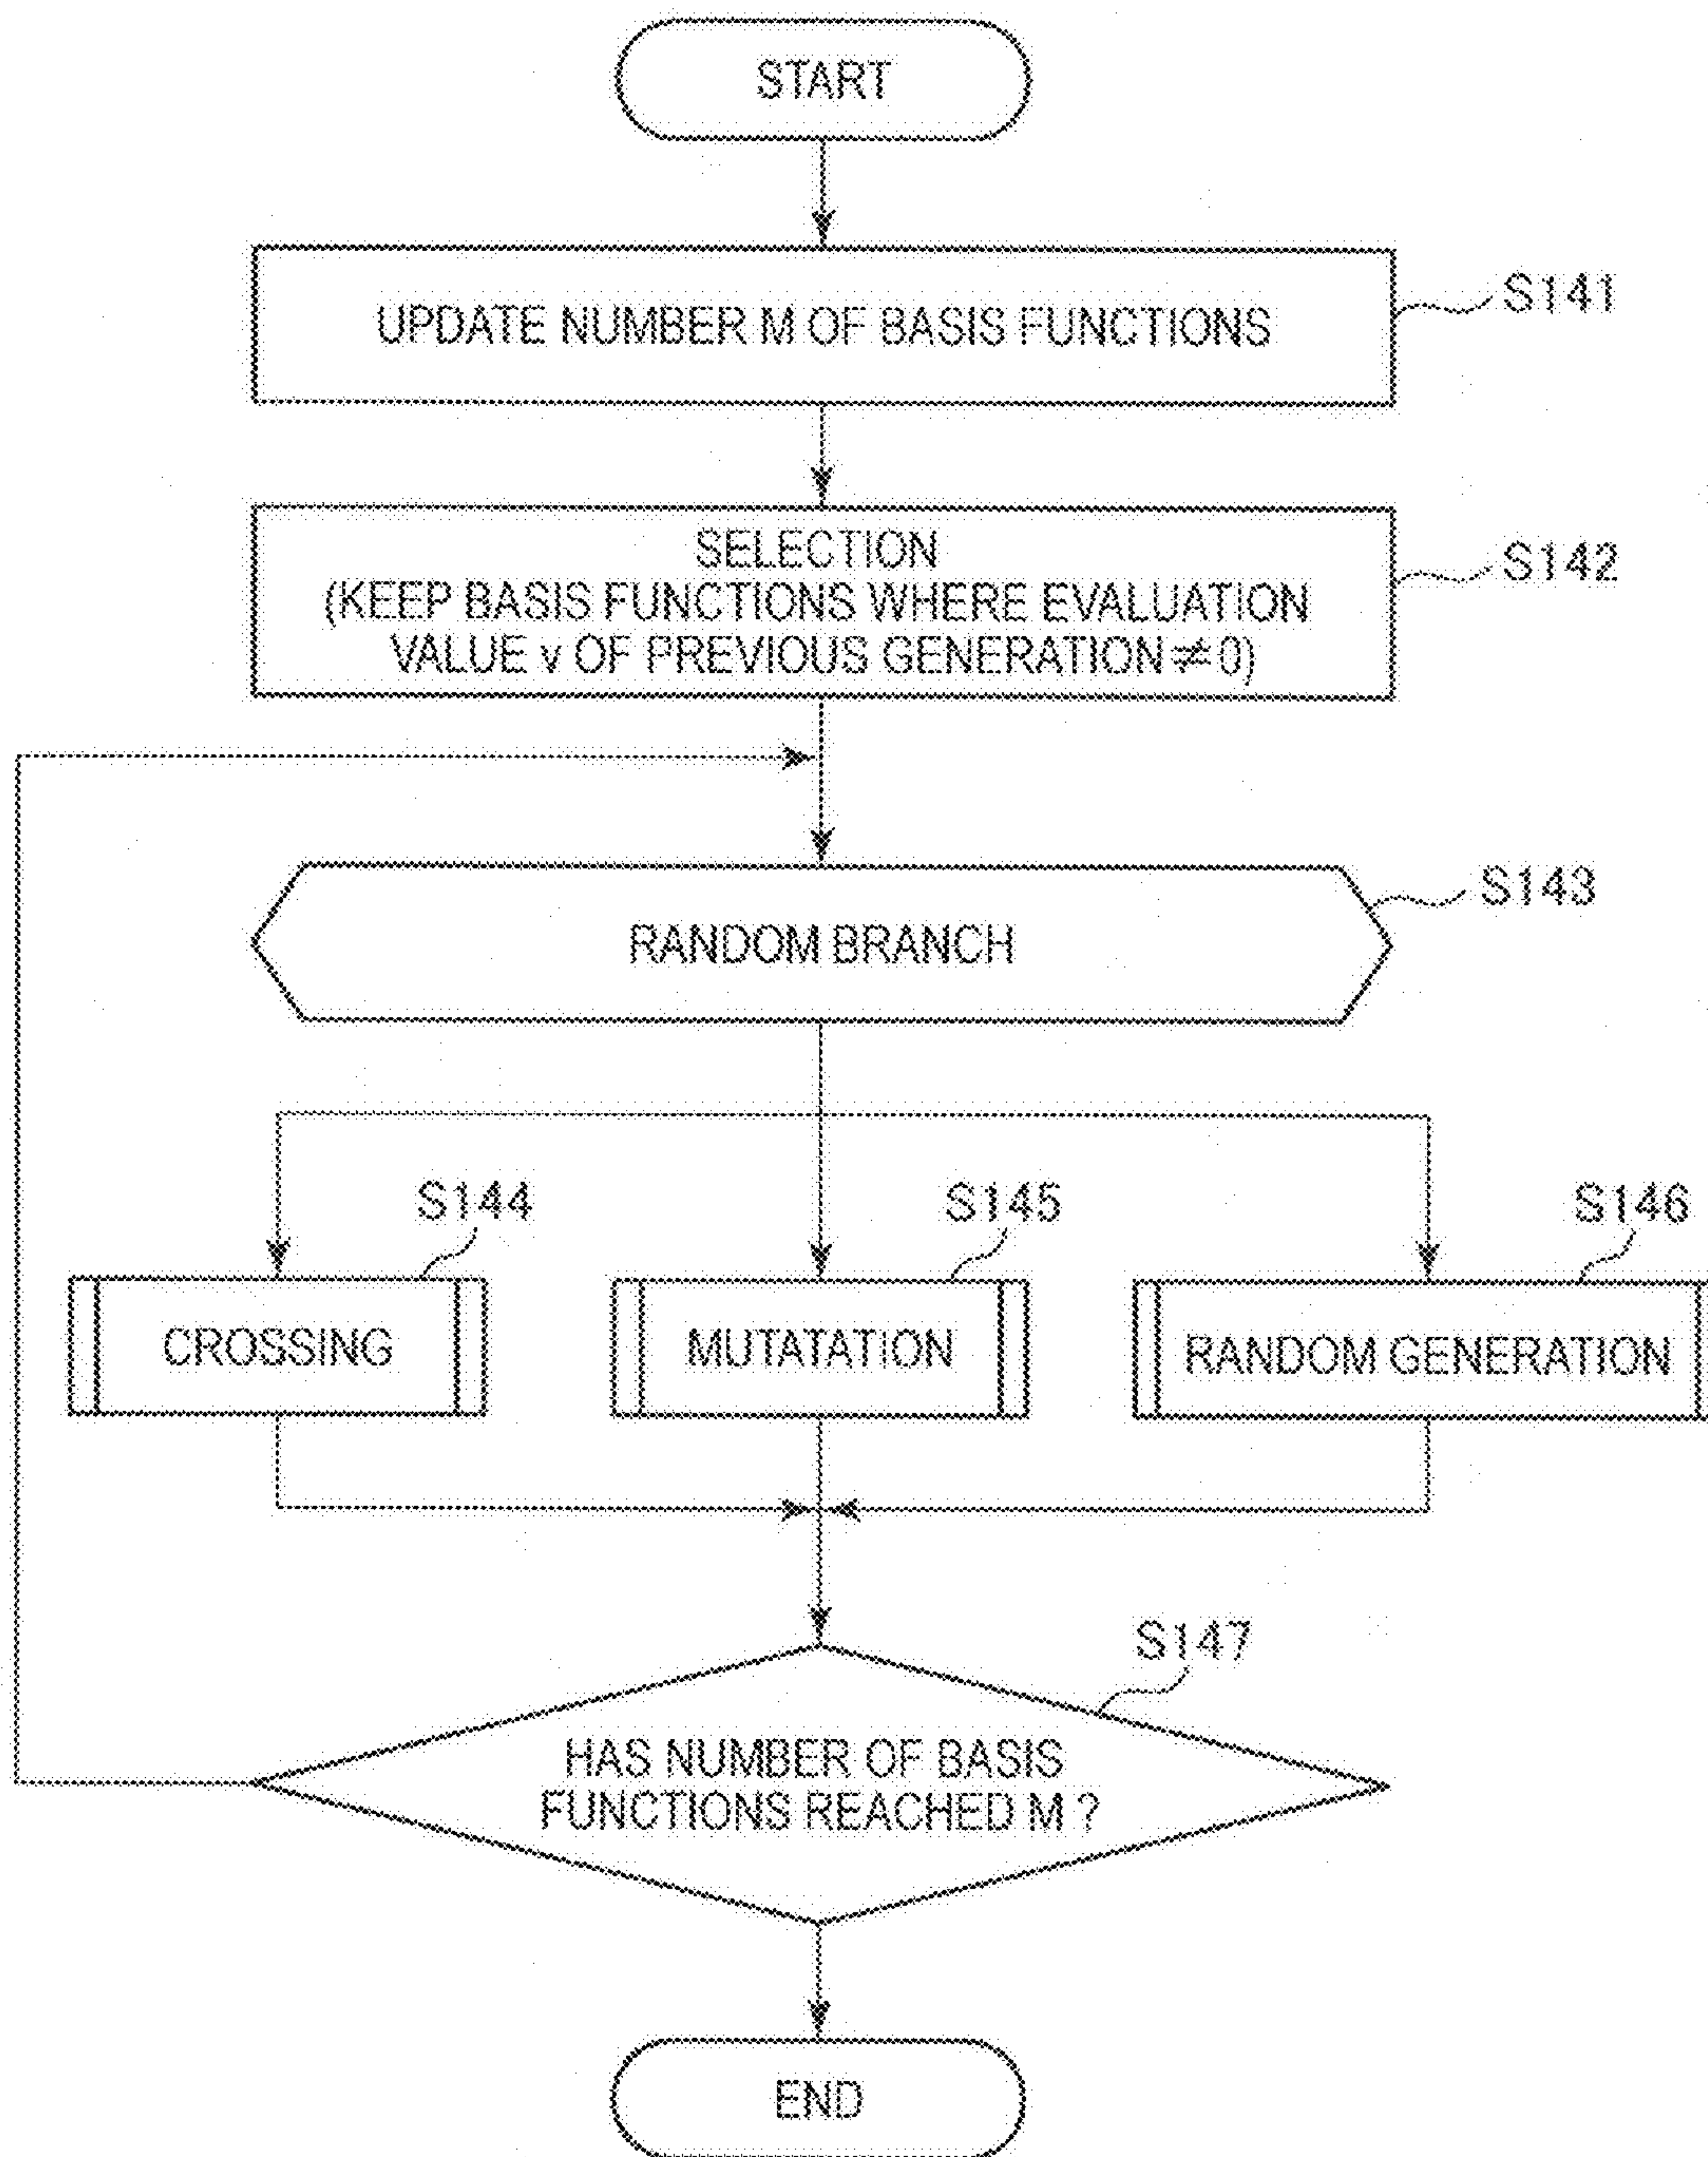 START
UPDATE NUMBER M OF BASIS FUNCTIONS
S141
SELECTION
(KEEP BASIS FUNCTIONS WHERE EVALUATION
VALUE v OF PREVIOUS GENERATION ≠ 0)
S142
RANDOM BRANCH
S143
S144
CROSSING
S145
MUTATATION
S146
RANDOM GENERATION
S147
HAS NUMBER OF BASIS
FUNCTIONS REACHED M ?
END